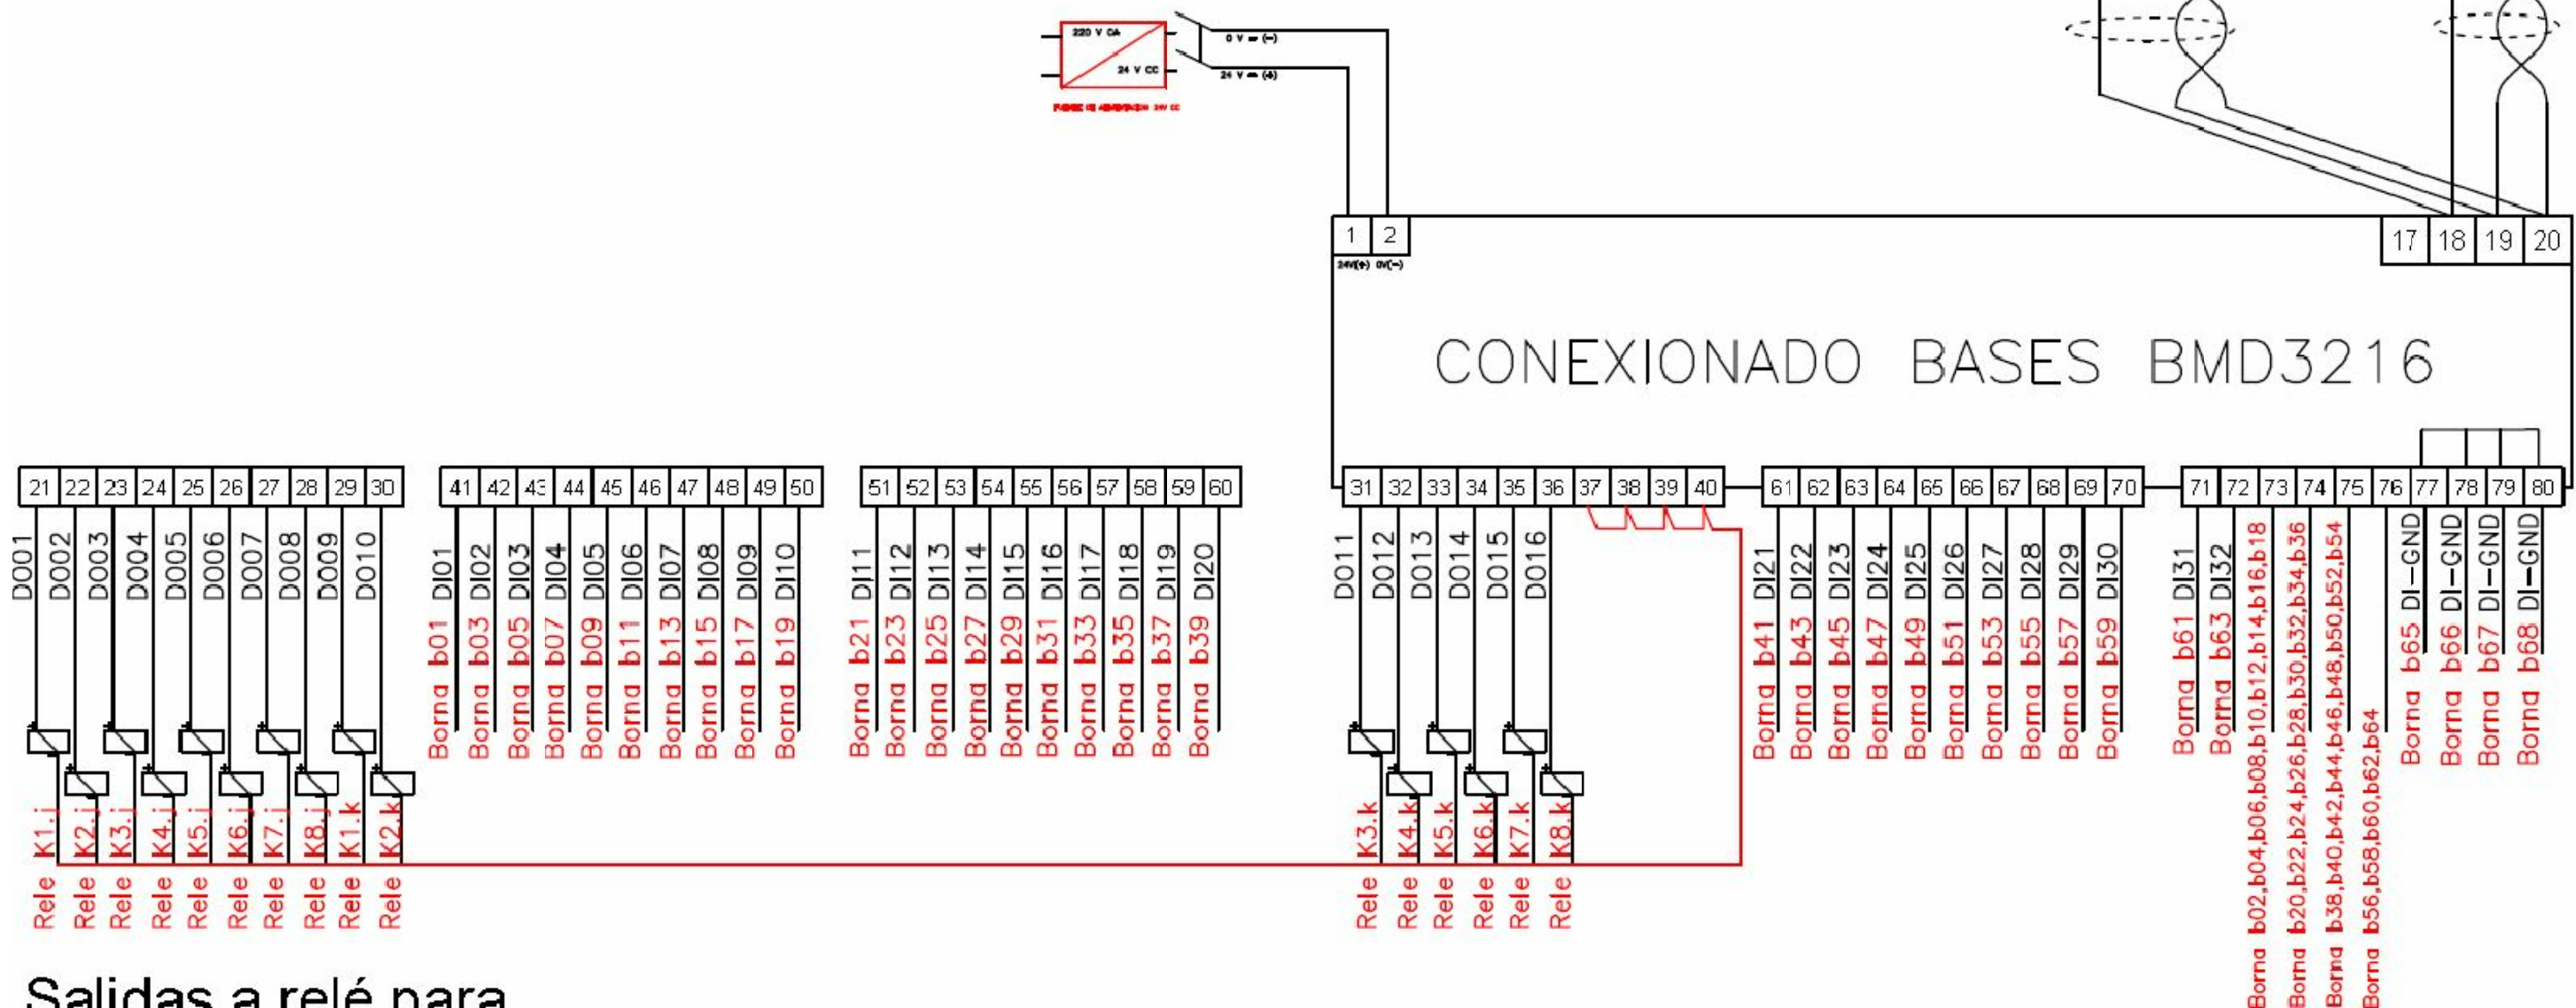 220 V CA
24 V CC
FUENTE DE ALIMENTACION 24V CC
0 V = (-)
24 V = (+)
1 2
24V(+) 0V(-)
17 18 19 20
CONEXIONADO BASES BMD3216
21 22 23 24 25 26 27 28 29 30
41 42 43 44 45 46 47 48 49 50
51 52 53 54 55 56 57 58 59 60
31 32 33 34 35 36 37 38 39 40
61 62 63 64 65 66 67 68 69 70
71 72 73 74 75 76 77 78 79 80
Rele K1.j DO01
Rele K2.j DO02
Rele K3.j DO03
Rele K4.j DO04
Rele K5.j DO05
Rele K6.j DO06
Rele K7.j DO07
Rele K8.j DO08
Rele K1.k DO09
Rele K2.k DO10
Borna b01 DI01
Borna b03 DI02
Borna b05 DI03
Borna b07 DI04
Borna b09 DI05
Borna b11 DI06
Borna b13 DI07
Borna b15 DI08
Borna b17 DI09
Borna b19 DI10
Borna b21 DI11
Borna b23 DI12
Borna b25 DI13
Borna b27 DI14
Borna b29 DI15
Borna b31 DI16
Borna b33 DI17
Borna b35 DI18
Borna b37 DI19
Borna b39 DI20
Rele K3.k DO11
Rele K4.k DO12
Rele K5.k DO13
Rele K6.k DO14
Rele K7.k DO15
Rele K8.k DO16
Borna b41 DI21
Borna b43 DI22
Borna b45 DI23
Borna b47 DI24
Borna b49 DI25
Borna b51 DI26
Borna b53 DI27
Borna b55 DI28
Borna b57 DI29
Borna b59 DI30
Borna b61 DI31
Borna b63 DI32
Borna b02,b04,b06,b08,b10,b12,b14,b16,b18
Borna b20,b22,b24,b26,b28,b30,b32,b34,b36
Borna b38,b40,b42,b44,b46,b48,b50,b52,b54
Borna b56,b58,b60,b62,b64
Borna b65 DI-GND
Borna b66 DI-GND
Borna b67 DI-GND
Borna b68 DI-GND
Salidas a relé para